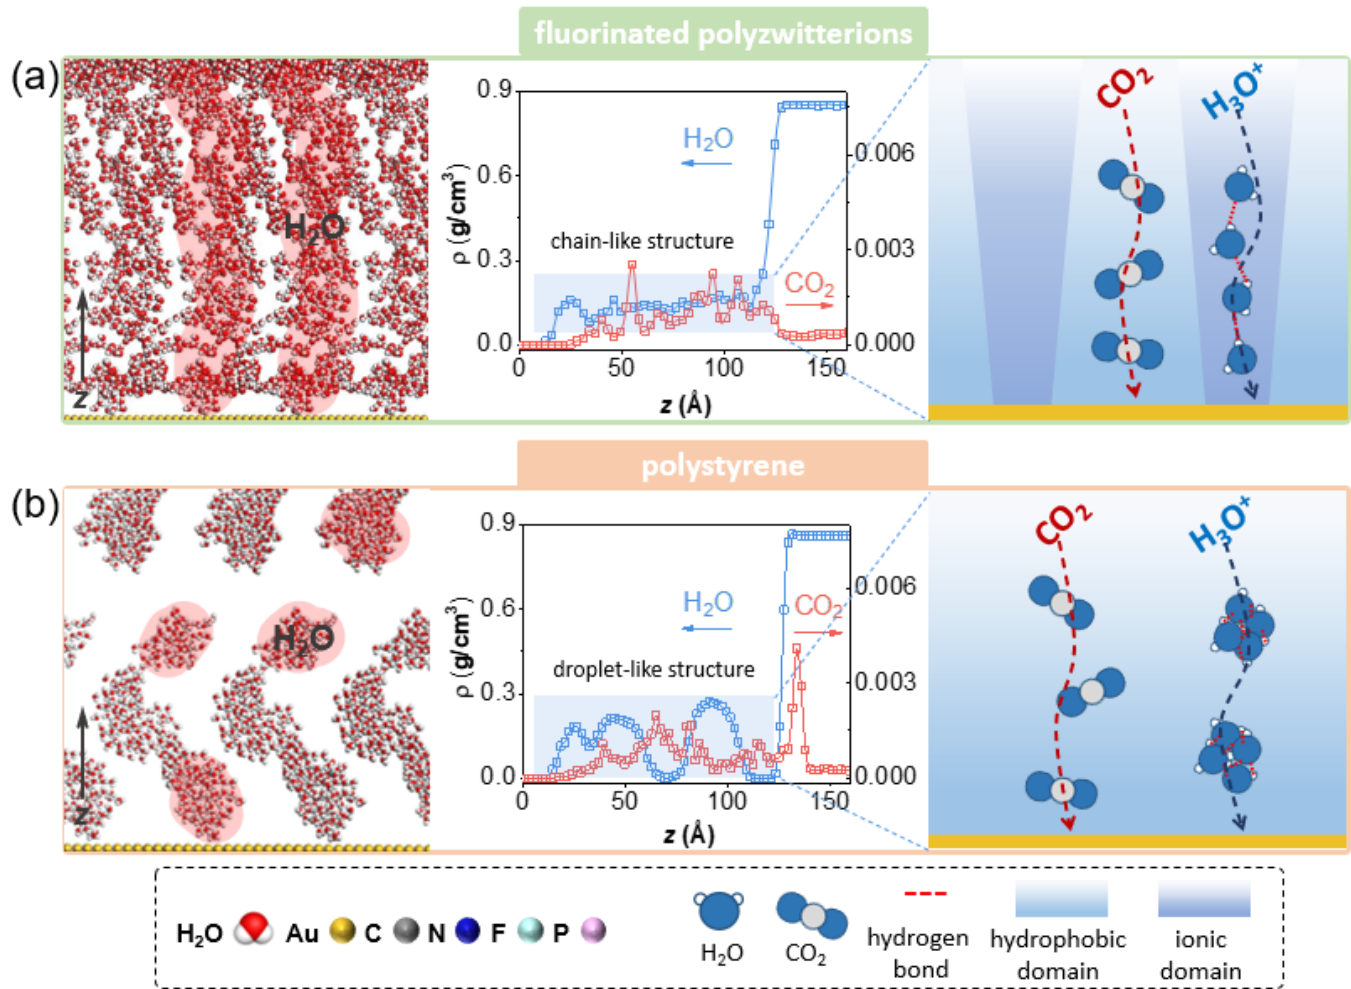 fluorinated polyzwitterions
(a)
H₂O
z
0.9
0.6
0.3
0.0
ρ (g/cm³)
H₂O
chain-like structure
CO₂
0.006
0.003
0.000
0 50 100 150
z (Å)
CO₂
H₃O⁺
polystyrene
(b)
H₂O
z
0.9
0.6
0.3
0.0
ρ (g/cm³)
H₂O
CO₂
droplet-like structure
0.006
0.003
0.000
0 50 100 150
z (Å)
CO₂
H₃O⁺
H₂O Au C N F P
H₂O
CO₂
hydrogen
bond
hydrophobic
domain
ionic
domain